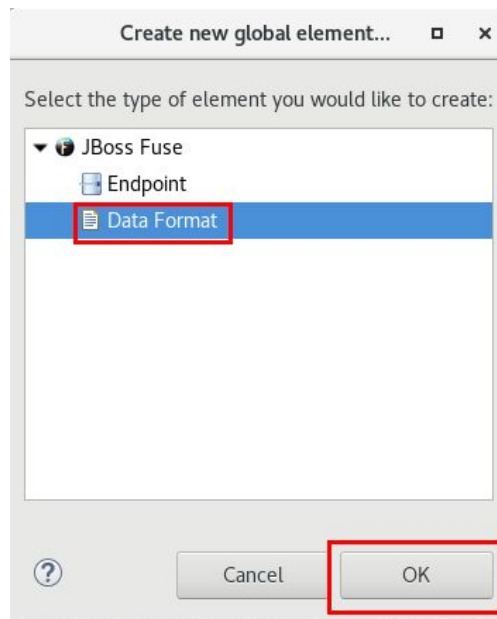 Create new global element...
Select the type of element you would like to create:
JBoss Fuse
Endpoint
Data Format
Cancel
OK